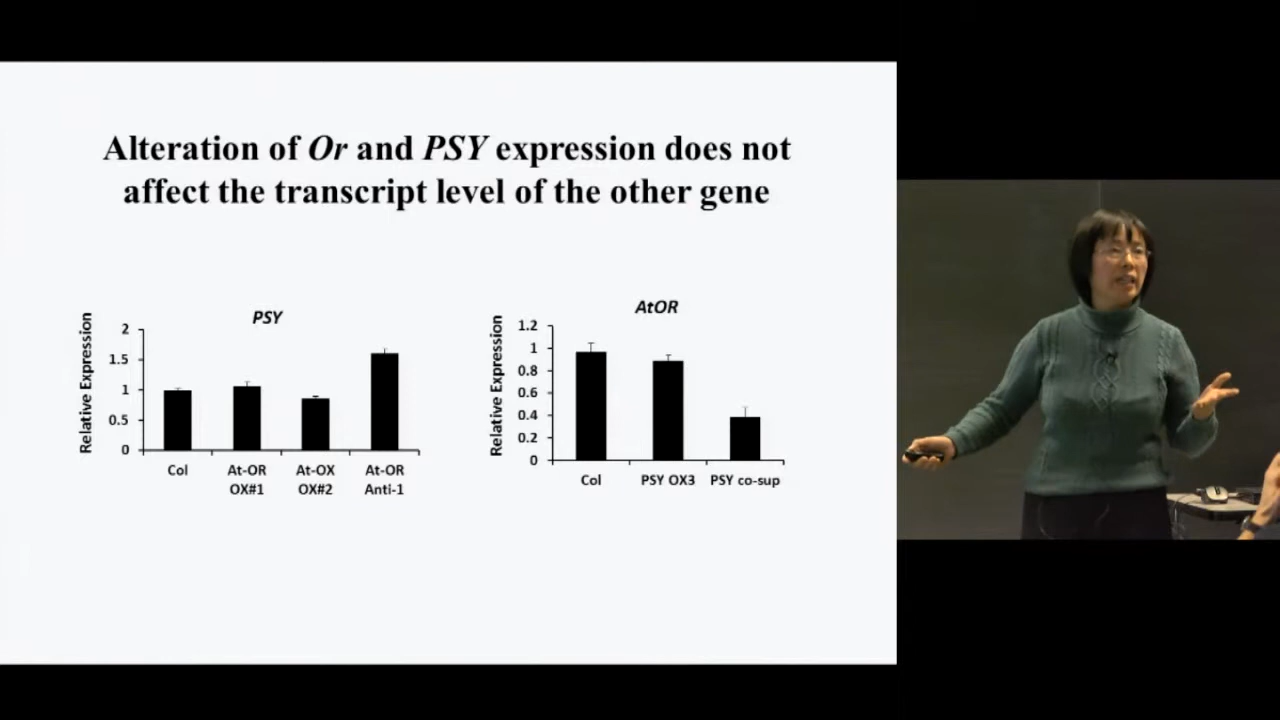 Alteration of Or and PSY expression does not
affect the transcript level of the other gene
PSY
Relative Expression
2
1.5
1
0.5
0
Col
At-OR
OX#1
At-OX
OX#2
At-OR
Anti-1
AtOR
Relative Expression
1.2
1
0.8
0.6
0.4
0.2
0
Col
PSY OX3
PSY co-sup